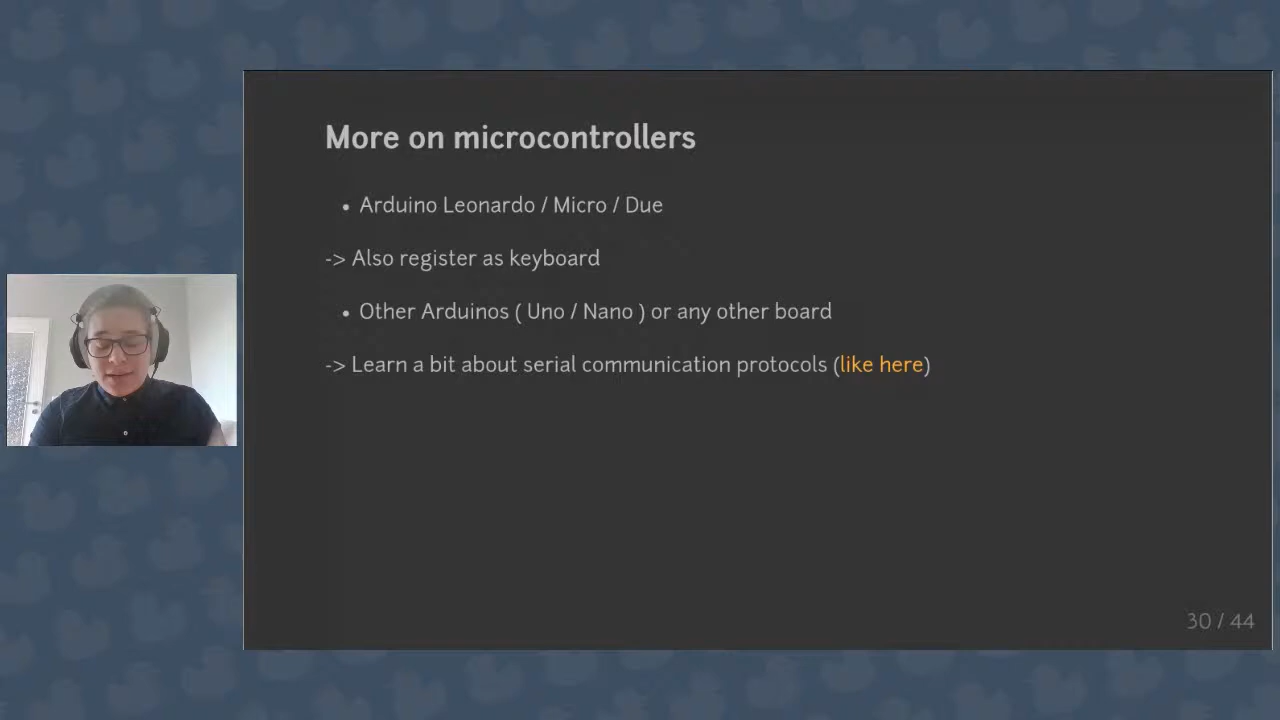 More on microcontrollers
• Arduino Leonardo / Micro / Due
-> Also register as keyboard
• Other Arduinos ( Uno / Nano ) or any other board
-> Learn a bit about serial communication protocols (like here)
30 / 44